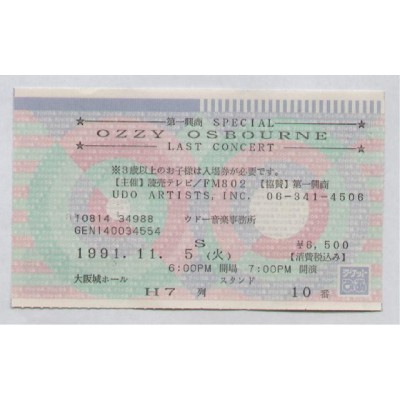 第一興商 SPECIAL
OZZY OSBOURNE
LAST CONCERT
※3歳以上のお子様は入場券が必要です。
【主催】読売テレビ/FM802 【協賛】第一興商
UDO ARTISTS, INC. 06-341-4506
T0814 34988 ウドー音楽事務所
GEN140034554
S ¥6,500
1991.11. 5 (火) 【消費税込み】
6:00PM 開場 7:00PM 開演
大阪城ホール スタンド
H7 列 10 番